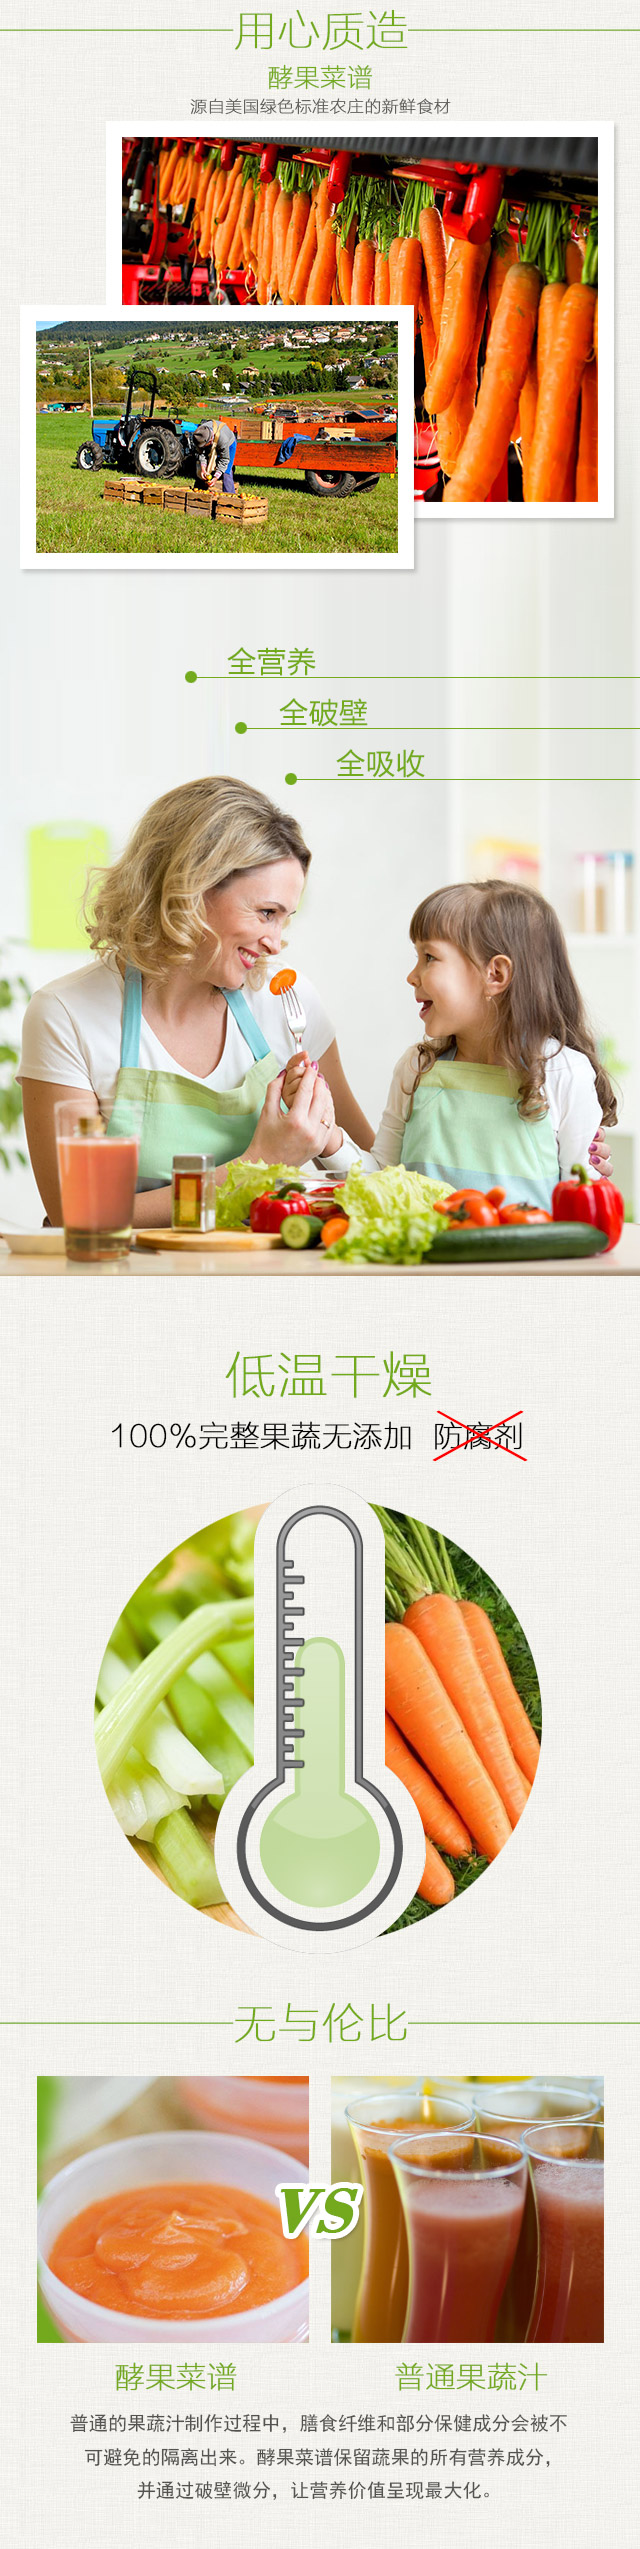 用心质造
酵果菜谱
源自美国绿色标准农庄的新鲜食材
全营养
全破壁
全吸收
低温干燥
100%完整果蔬无添加 防腐剂
无与伦比
VS
酵果菜谱 普通果蔬汁
普通的果蔬汁制作过程中，膳食纤维和部分保健成分会被不
可避免的隔离出来。酵果菜谱保留蔬果的所有营养成分，
并通过破壁微分，让营养价值呈现最大化。